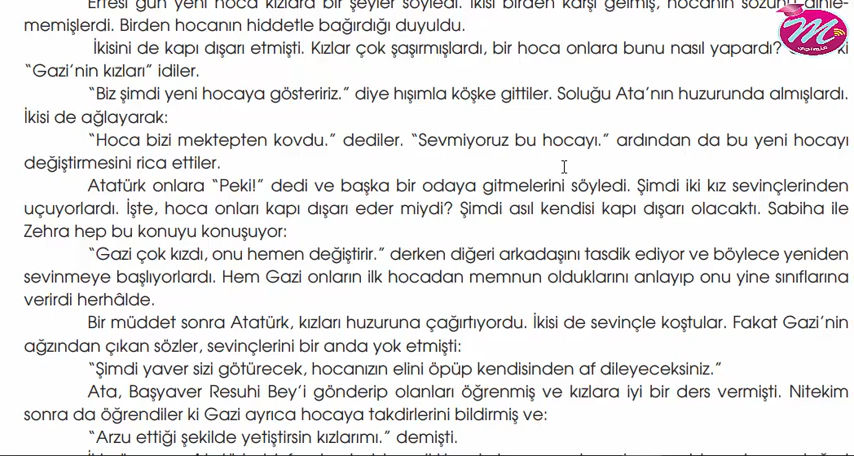 Ertesi gün yeni hoca kızlara bir şeyler söyledi. İkisi birden karşı gelmiş, hocanın sözünü dinle-
memişlerdi. Birden hocanın hiddetle bağırdığı duyuldu.
İkisini de kapı dışarı etmişti. Kızlar çok şaşırmışlardı, bir hoca onlara bunu nasıl yapardı? ki
“Gazi’nin kızları” idiler.
“Biz şimdi yeni hocaya gösteririz.” diye hışımla köşke gittiler. Soluğu Ata’nın huzurunda almışlardı.
İkisi de ağlayarak:
“Hoca bizi mektepten kovdu.” dediler. “Sevmiyoruz bu hocayı.” ardından da bu yeni hocayı
değiştirmesini rica ettiler.
Atatürk onlara “Peki!” dedi ve başka bir odaya gitmelerini söyledi. Şimdi iki kız sevinçlerinden
uçuyorlardı. İşte, hoca onları kapı dışarı eder miydi? Şimdi asıl kendisi kapı dışarı olacaktı. Sabiha ile
Zehra hep bu konuyu konuşuyor:
“Gazi çok kızdı, onu hemen değiştirir.” derken diğeri arkadaşını tasdik ediyor ve böylece yeniden
sevinmeye başlıyorlardı. Hem Gazi onların ilk hocadan memnun olduklarını anlayıp onu yine sınıflarına
verirdi herhâlde.
Bir müddet sonra Atatürk, kızları huzuruna çağırtıyordu. İkisi de sevinçle koştular. Fakat Gazi’nin
ağzından çıkan sözler, sevinçlerini bir anda yok etmişti:
“Şimdi yaver sizi götürecek, hocanızın elini öpüp kendisinden af dileyeceksiniz.”
Ata, Başyaver Resuhi Bey’i gönderip olanları öğrenmiş ve kızlara iyi bir ders vermişti. Nitekim
sonra da öğrendiler ki Gazi ayrıca hocaya takdirlerini bildirmiş ve:
“Arzu ettiği şekilde yetiştirsin kızlarımı.” demişti.